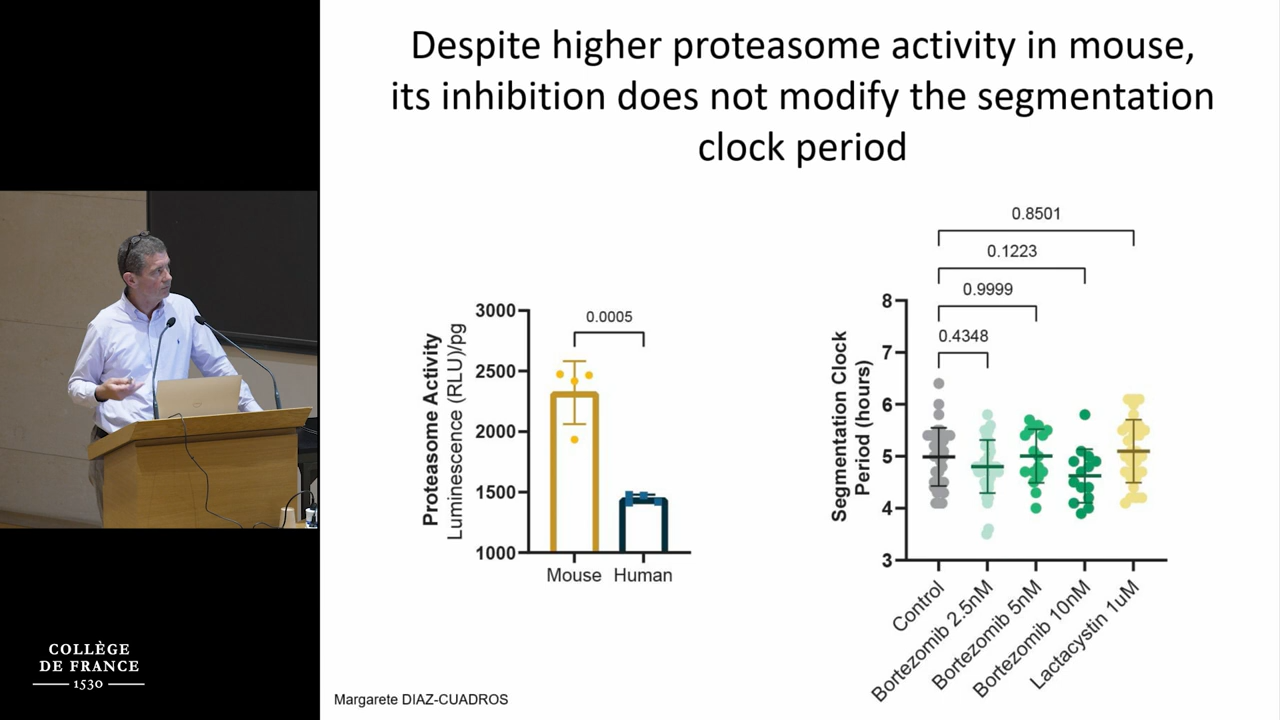 Despite higher proteasome activity in mouse,
its inhibition does not modify the segmentation
clock period
3000
2500
2000
1500
1000
Proteasome Activity
Luminescence (RLU)/pg
0.0005
Mouse
Human
8
7
6
5
4
3
Segmentation Clock
Period (hours)
0.8501
0.1223
0.9999
0.4348
Control
Bortezomib 2.5nM
Bortezomib 5nM
Bortezomib 10nM
Lactacystin 1uM
COLLÈGE
DE FRANCE
1530
Margarete DIAZ-CUADROS